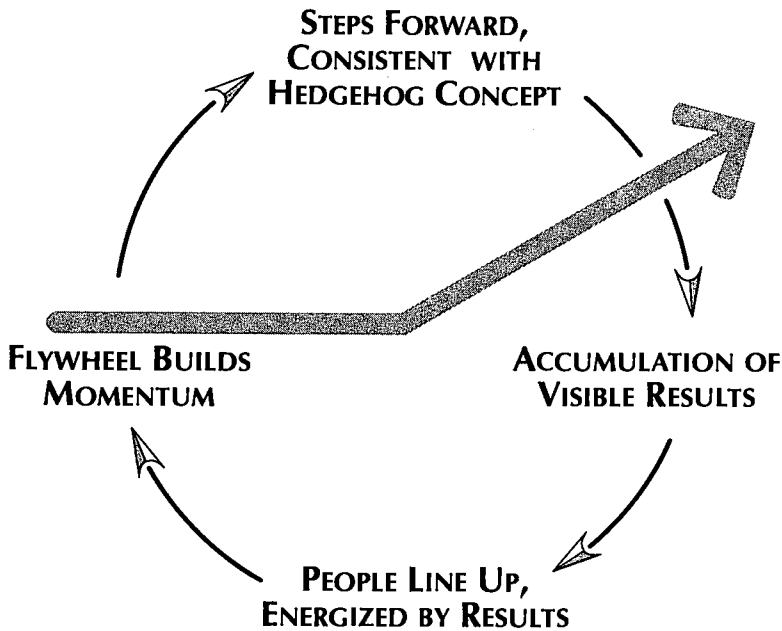 STEPS FORWARD,
CONSISTENT WITH
HEDGEHOG CONCEPT
ACCUMULATION OF
VISIBLE RESULTS
PEOPLE LINE UP,
ENERGIZED BY RESULTS
FLYWHEEL BUILDS
MOMENTUM